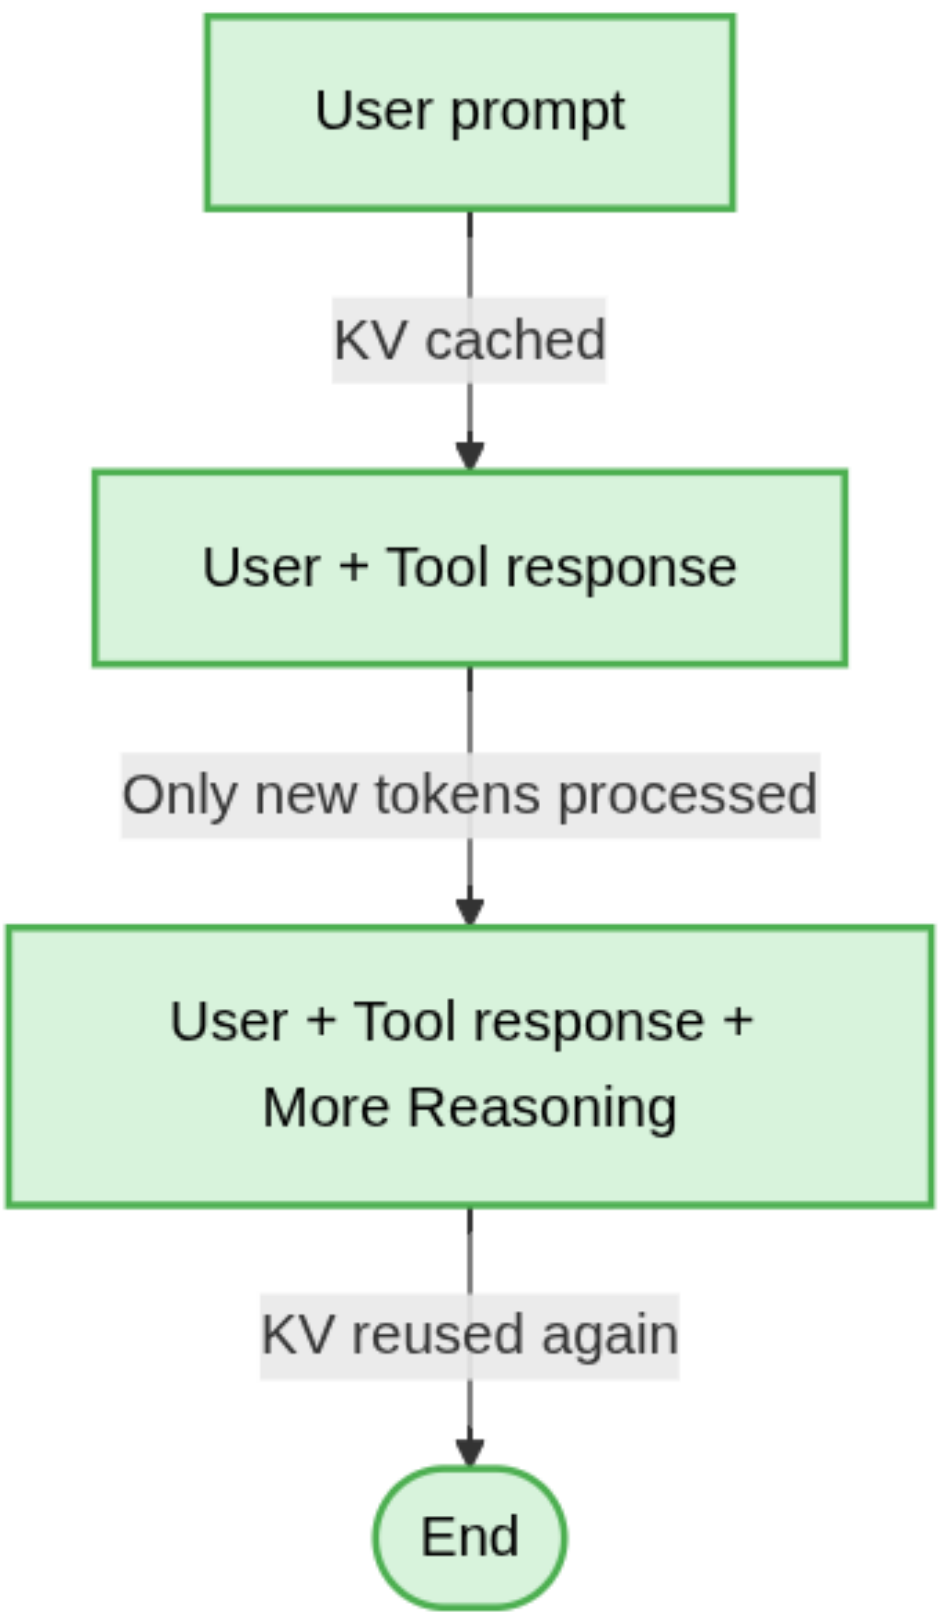 User prompt
KV cached
User + Tool response
Only new tokens processed
User + Tool response +
More Reasoning
KV reused again
End